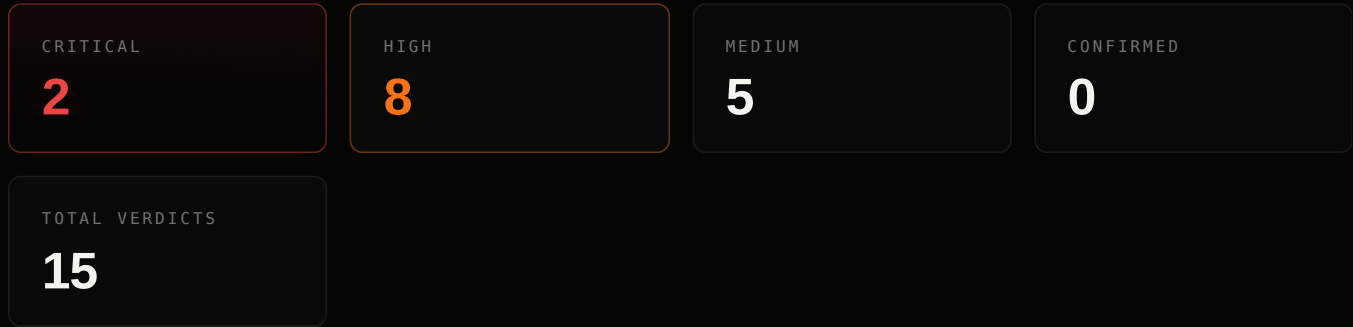 CRITICAL
2
HIGH
8
MEDIUM
5
CONFIRMED
0
TOTAL VERDICTS
15